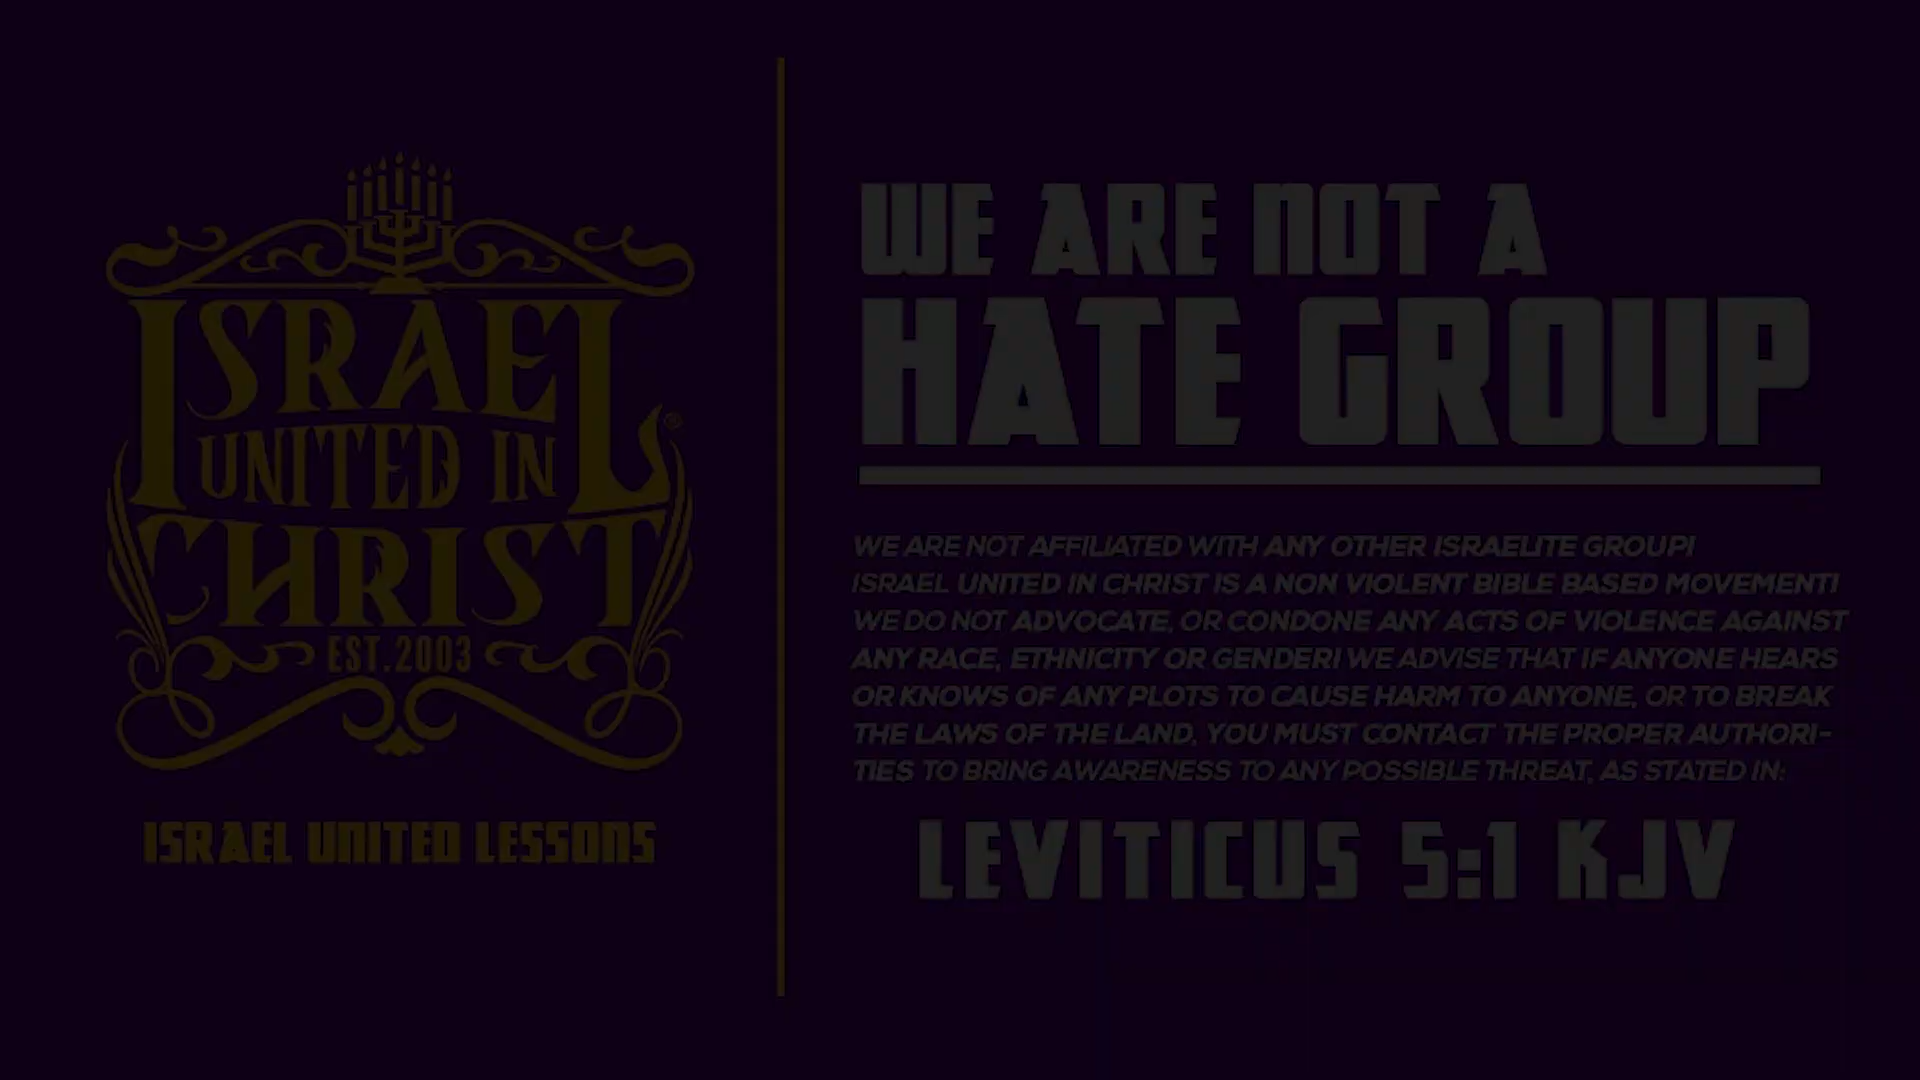 ISRAEL
UNITED IN
CHRIST
EST.2003
ISRAEL UNITED LESSONS
WE ARE NOT A
HATE GROUP
WE ARE NOT AFFILIATED WITH ANY OTHER ISRAELITE GROUP!
ISRAEL UNITED IN CHRIST IS A NON VIOLENT BIBLE BASED MOVEMENT!
WE DO NOT ADVOCATE, OR CONDONE ANY ACTS OF VIOLENCE AGAINST
ANY RACE, ETHNICITY OR GENDER! WE ADVISE THAT IF ANYONE HEARS
OR KNOWS OF ANY PLOTS TO CAUSE HARM TO ANYONE, OR TO BREAK
THE LAWS OF THE LAND, YOU MUST CONTACT THE PROPER AUTHORI-
TIES TO BRING AWARENESS TO ANY POSSIBLE THREAT, AS STATED IN:
LEVITICUS 5:1 KJV